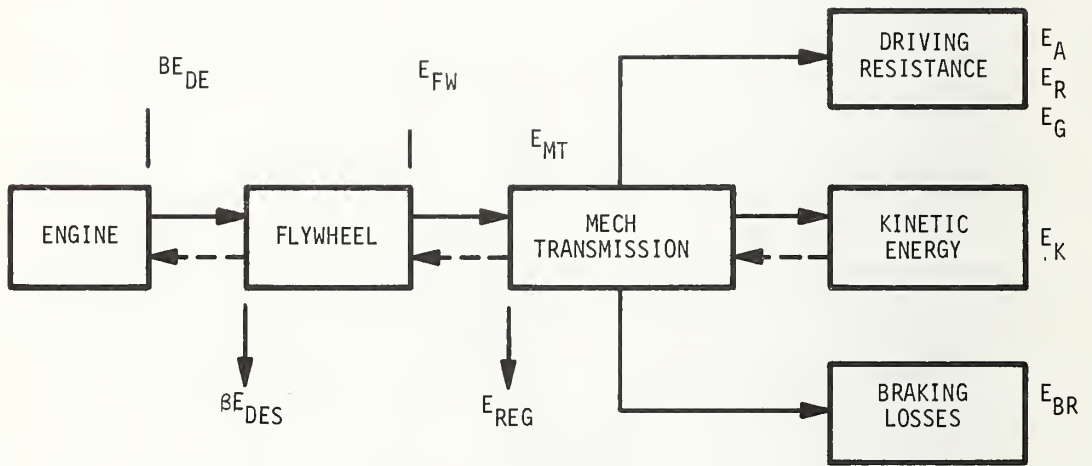 DRIVING
RESISTANCE
E_A
E_R
E_G
BE_DE
E_FW
E_MT
ENGINE
FLYWHEEL
MECH
TRANSMISSION
KINETIC
ENERGY
E_K
βE_DES
E_REG
BRAKING
LOSSES
E_BR